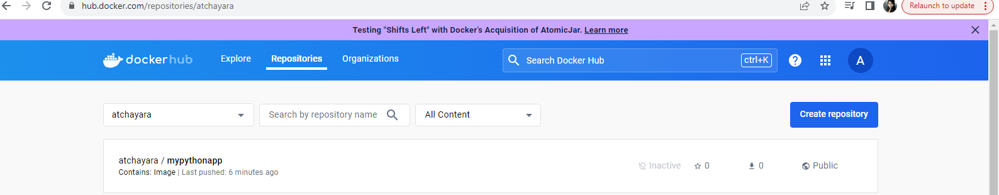 hub.docker.com/repositories/atchayara
Relaunch to update
Testing "Shifts Left" with Docker's Acquisition of AtomicJar. Learn more
dockerhub Explore Repositories Organizations Search Docker Hub ctrl+K ? A
atchayara Search by repository name All Content Create repository
atchayara / mypythonapp
Contains: Image | Last pushed: 6 minutes ago
Inactive 0 0 Public